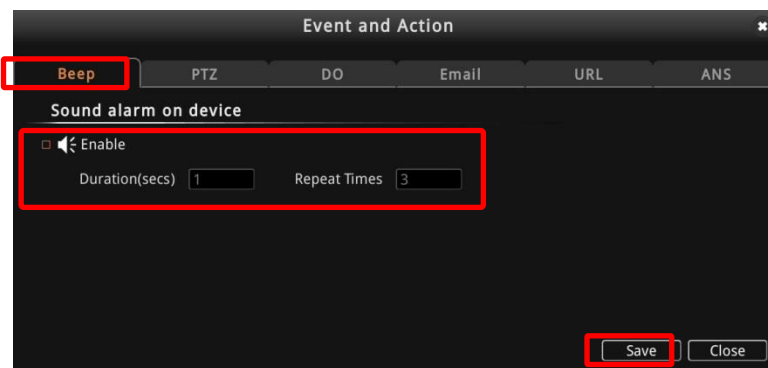 Event and Action
Beep PTZ DO Email URL ANS
Sound alarm on device
Enable
Duration(secs) 1 Repeat Times 3
Save Close